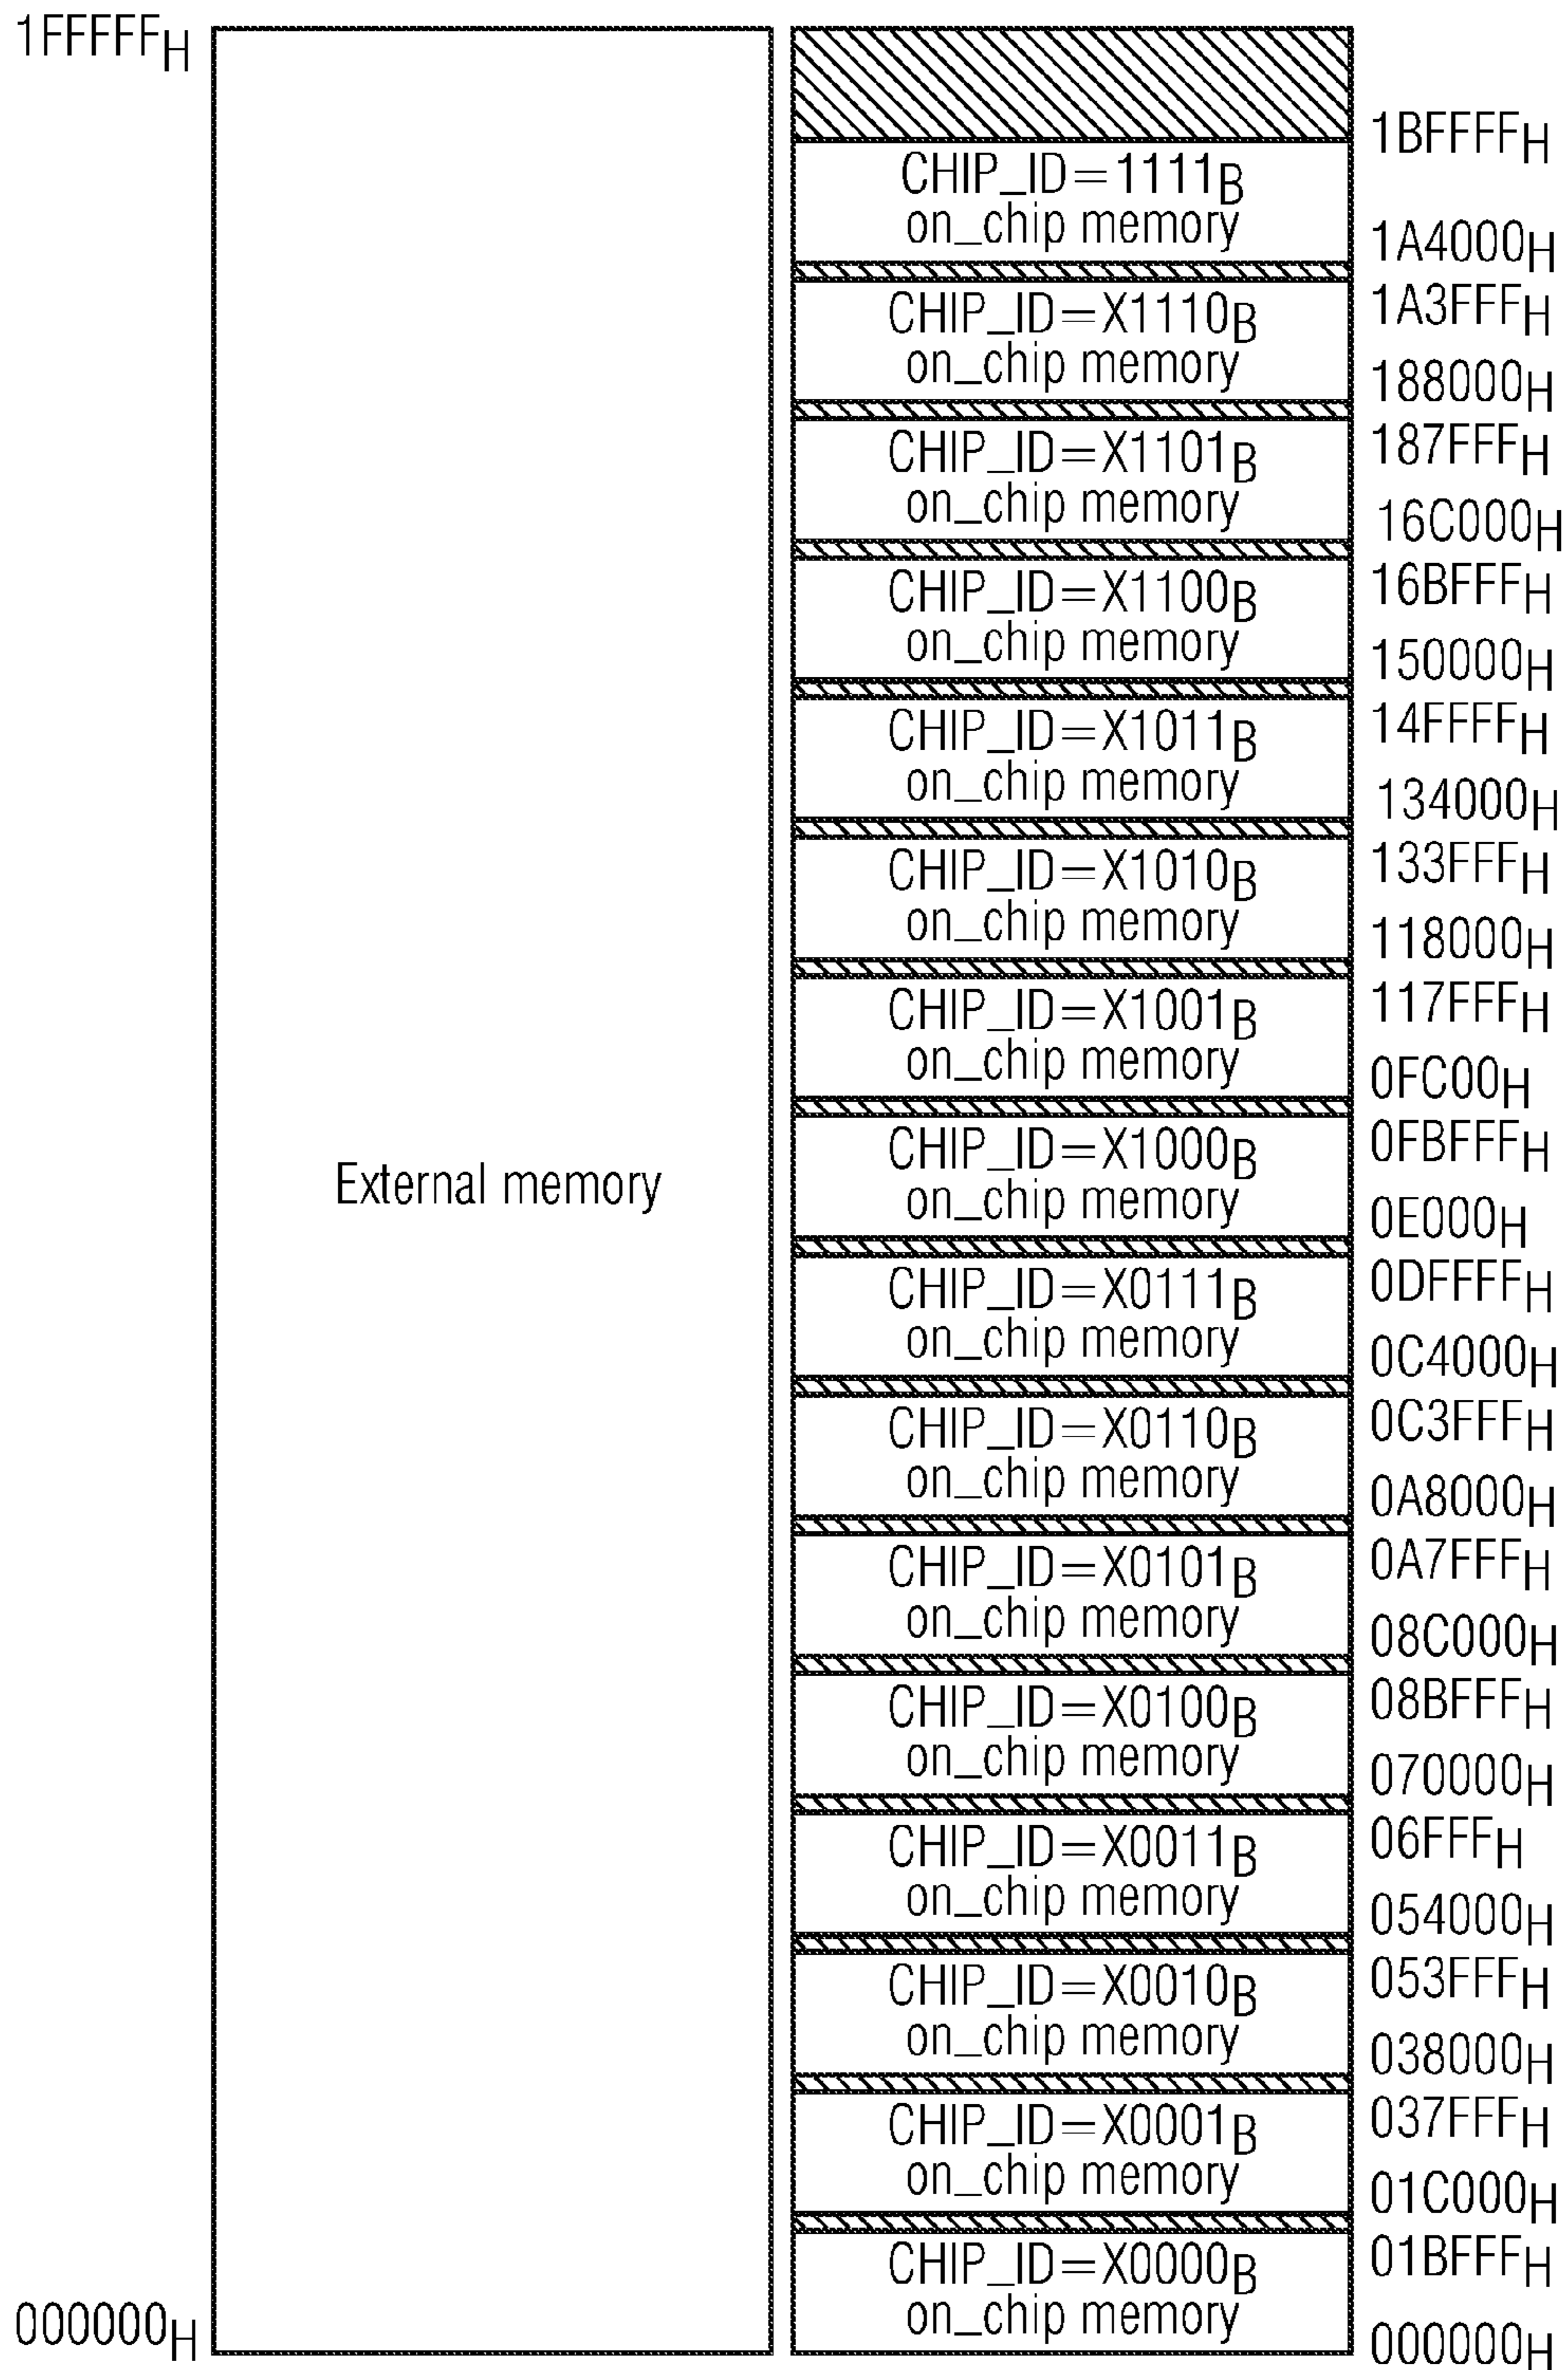 1FFFFFH
1BFFFFH
CHIP_ID=1111B
on_chip memory
1A4000H
1A3FFFH
CHIP_ID=X1110B
on_chip memory
188000H
187FFFH
CHIP_ID=X1101B
on_chip memory
16C000H
16BFFFH
CHIP_ID=X1100B
on_chip memory
150000H
14FFFFH
CHIP_ID=X1011B
on_chip memory
134000H
133FFFH
CHIP_ID=X1010B
on_chip memory
118000H
117FFFH
CHIP_ID=X1001B
on_chip memory
0FC00H
0FBFFFH
CHIP_ID=X1000B
External memory
on_chip memory
0E000H
0DFFFFH
CHIP_ID=X0111B
on_chip memory
0C4000H
0C3FFFH
CHIP_ID=X0110B
on_chip memory
0A8000H
0A7FFFH
CHIP_ID=X0101B
on_chip memory
08C000H
08BFFFH
CHIP_ID=X0100B
on_chip memory
070000H
06FFFH
CHIP_ID=X0011B
on_chip memory
054000H
053FFFH
CHIP_ID=X0010B
on_chip memory
038000H
037FFFH
CHIP_ID=X0001B
on_chip memory
01C000H
01BFFFH
CHIP_ID=X0000B
on_chip memory
000000H
000000H